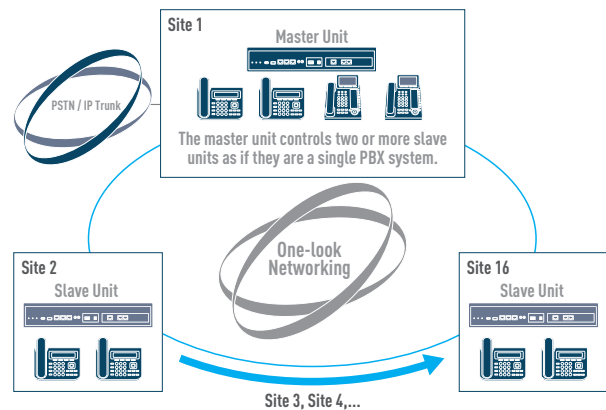 Site 1
Master Unit
PSTN / IP Trunk
The master unit controls two or more slave
units as if they are a single PBX system.
One-look
Networking
Site 2
Slave Unit
Site 16
Slave Unit
Site 3, Site 4,...